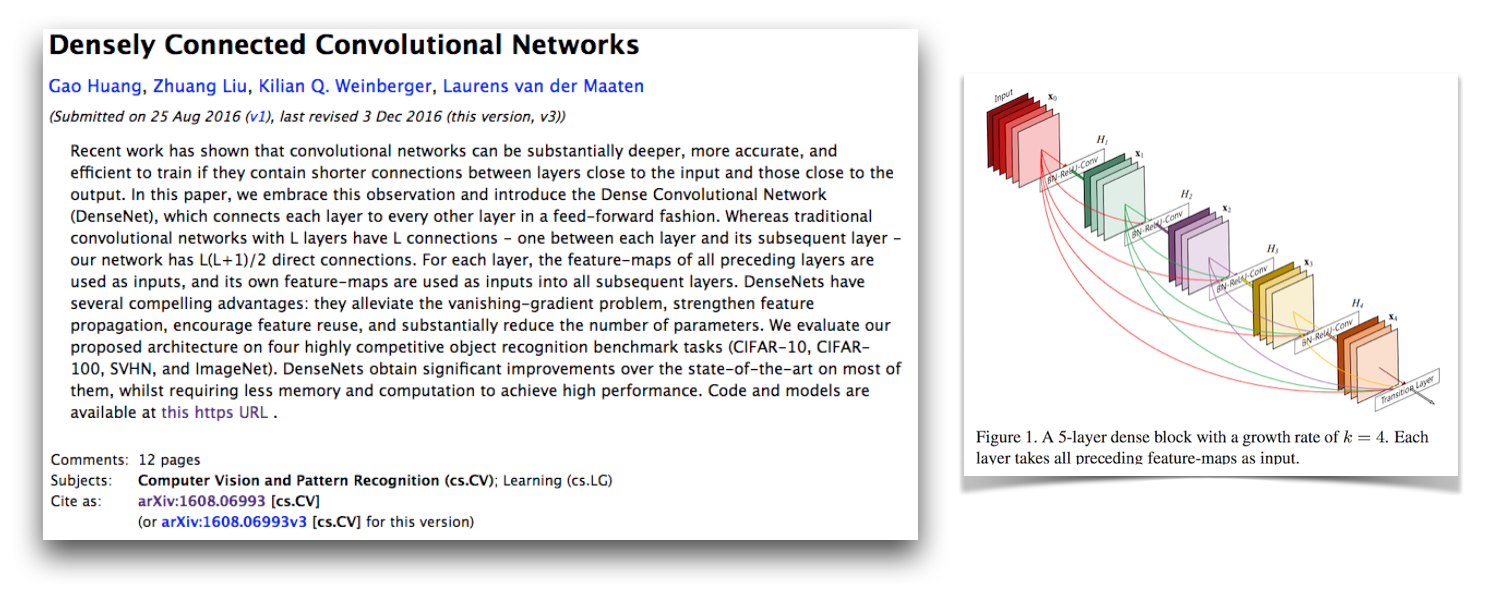 Densely Connected Convolutional Networks
Gao Huang, Zhuang Liu, Kilian Q. Weinberger, Laurens van der Maaten
(Submitted on 25 Aug 2016 (v1), last revised 3 Dec 2016 (this version, v3))
Recent work has shown that convolutional networks can be substantially deeper, more accurate, and
efficient to train if they contain shorter connections between layers close to the input and those close to the
output. In this paper, we embrace this observation and introduce the Dense Convolutional Network
(DenseNet), which connects each layer to every other layer in a feed-forward fashion. Whereas traditional
convolutional networks with L layers have L connections – one between each layer and its subsequent layer –
our network has L(L+1)/2 direct connections. For each layer, the feature-maps of all preceding layers are
used as inputs, and its own feature-maps are used as inputs into all subsequent layers. DenseNets have
several compelling advantages: they alleviate the vanishing-gradient problem, strengthen feature
propagation, encourage feature reuse, and substantially reduce the number of parameters. We evaluate our
proposed architecture on four highly competitive object recognition benchmark tasks (CIFAR-10, CIFAR-
100, SVHN, and ImageNet). DenseNets obtain significant improvements over the state-of-the-art on most of
them, whilst requiring less memory and computation to achieve high performance. Code and models are
available at this https URL .
Comments: 12 pages
Subjects: Computer Vision and Pattern Recognition (cs.CV); Learning (cs.LG)
Cite as: arXiv:1608.06993 [cs.CV]
(or arXiv:1608.06993v3 [cs.CV] for this version)
Input
x0
H1
BN-ReLU-Conv
x1
H2
BN-ReLU-Conv
x2
H3
BN-ReLU-Conv
x3
H4
BN-ReLU-Conv
x4
Transition Layer
Figure 1. A 5-layer dense block with a growth rate of k = 4. Each
layer takes all preceding feature-maps as input.